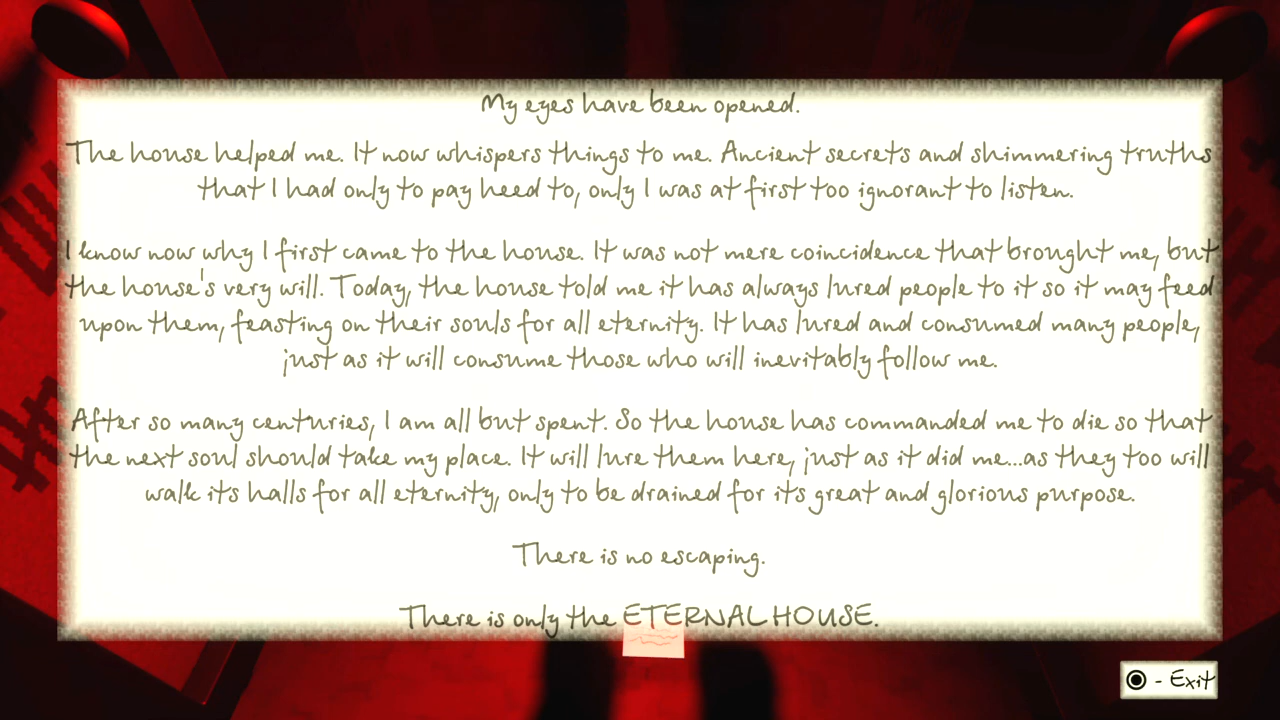 My eyes have been opened.
The house helped me. It now whispers things to me. Ancient secrets and shimmering truths
that I had only to pay heed to, only I was at first too ignorant to listen.
I know now why I first came to the house. It was not mere coincidence that brought me, but
the house's very will. Today, the house told me it has always lured people to it so it may feed
upon them, feasting on their souls for all eternity. It has lured and consumed many people,
just as it will consume those who will inevitably follow me.
After so many centuries, I am all but spent. So the house has commanded me to die so that
the next soul should take my place. It will lure them here, just as it did me...as they too will
walk its halls for all eternity, only to be drained for its great and glorious purpose.
There is no escaping.
There is only the ETERNAL HOUSE.
- Exit